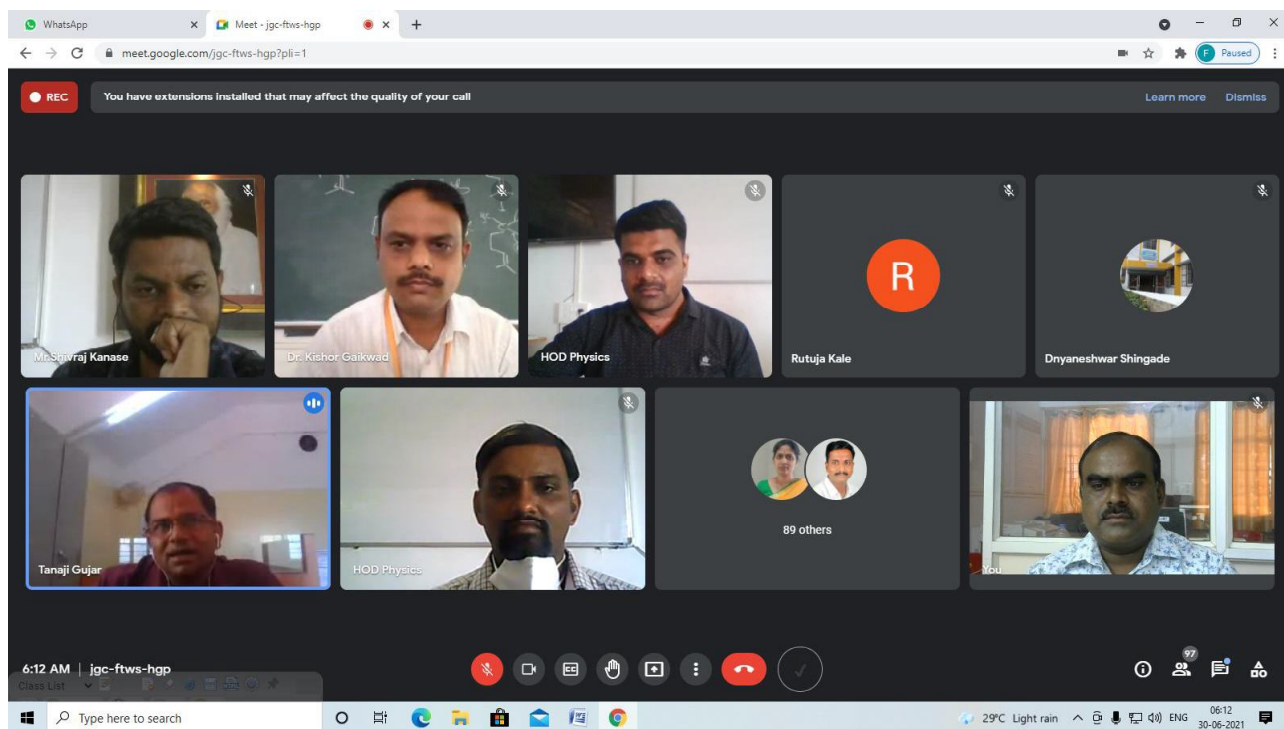 WhatsApp
Meet - jgc-ftws-hgp
meet.google.com/jgc-ftws-hgp?pli=1
F Paused
REC
You have extensions installed that may affect the quality of your call
Learn more Dismiss
Mr.Shivraj Kanase
Dr. Kishor Gaikwad
HOD Physics
R
Rutuja Kale
Dnyaneshwar Shingade
Tanaji Gujar
HOD Physics
89 others
You
6:12 AM | jgc-ftws-hgp
CC
97
Class List
Type here to search
29°C Light rain
ENG
06:12
30-06-2021